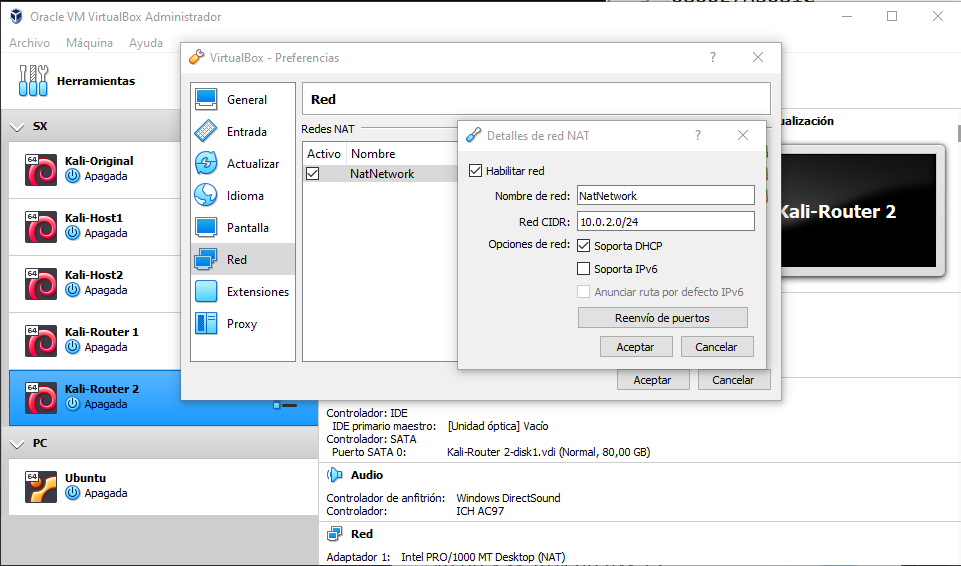 Oracle VM VirtualBox Administrador
Archivo Máquina Ayuda
Herramientas
SX
64
Kali-Original
Apagada
64
Kali-Host1
Apagada
64
Kali-Host2
Apagada
64
Kali-Router 1
Apagada
64
Kali-Router 2
Apagada
PC
64
Ubuntu
Apagada
VirtualBox - Preferencias
?
General
Entrada
Actualizar
Idioma
Pantalla
Red
Extensiones
Proxy
Red
Redes NAT
Activo Nombre
NatNetwork
Detalles de red NAT
?
Habilitar red
Nombre de red: NatNetwork
Red CIDR: 10.0.2.0/24
Opciones de red: Soporta DHCP
Soporta IPv6
Anunciar ruta por defecto IPv6
Reenvío de puertos
Aceptar Cancelar
Aceptar Cancelar
ualización
Kali-Router 2
Controlador: IDE
IDE primario maestro: [Unidad óptica] Vacío
Controlador: SATA
Puerto SATA 0: Kali-Router 2-disk1.vdi (Normal, 80,00 GB)
Audio
Controlador de anfitrión: Windows DirectSound
Controlador: ICH AC97
Red
Adaptador 1: Intel PRO/1000 MT Desktop (NAT)